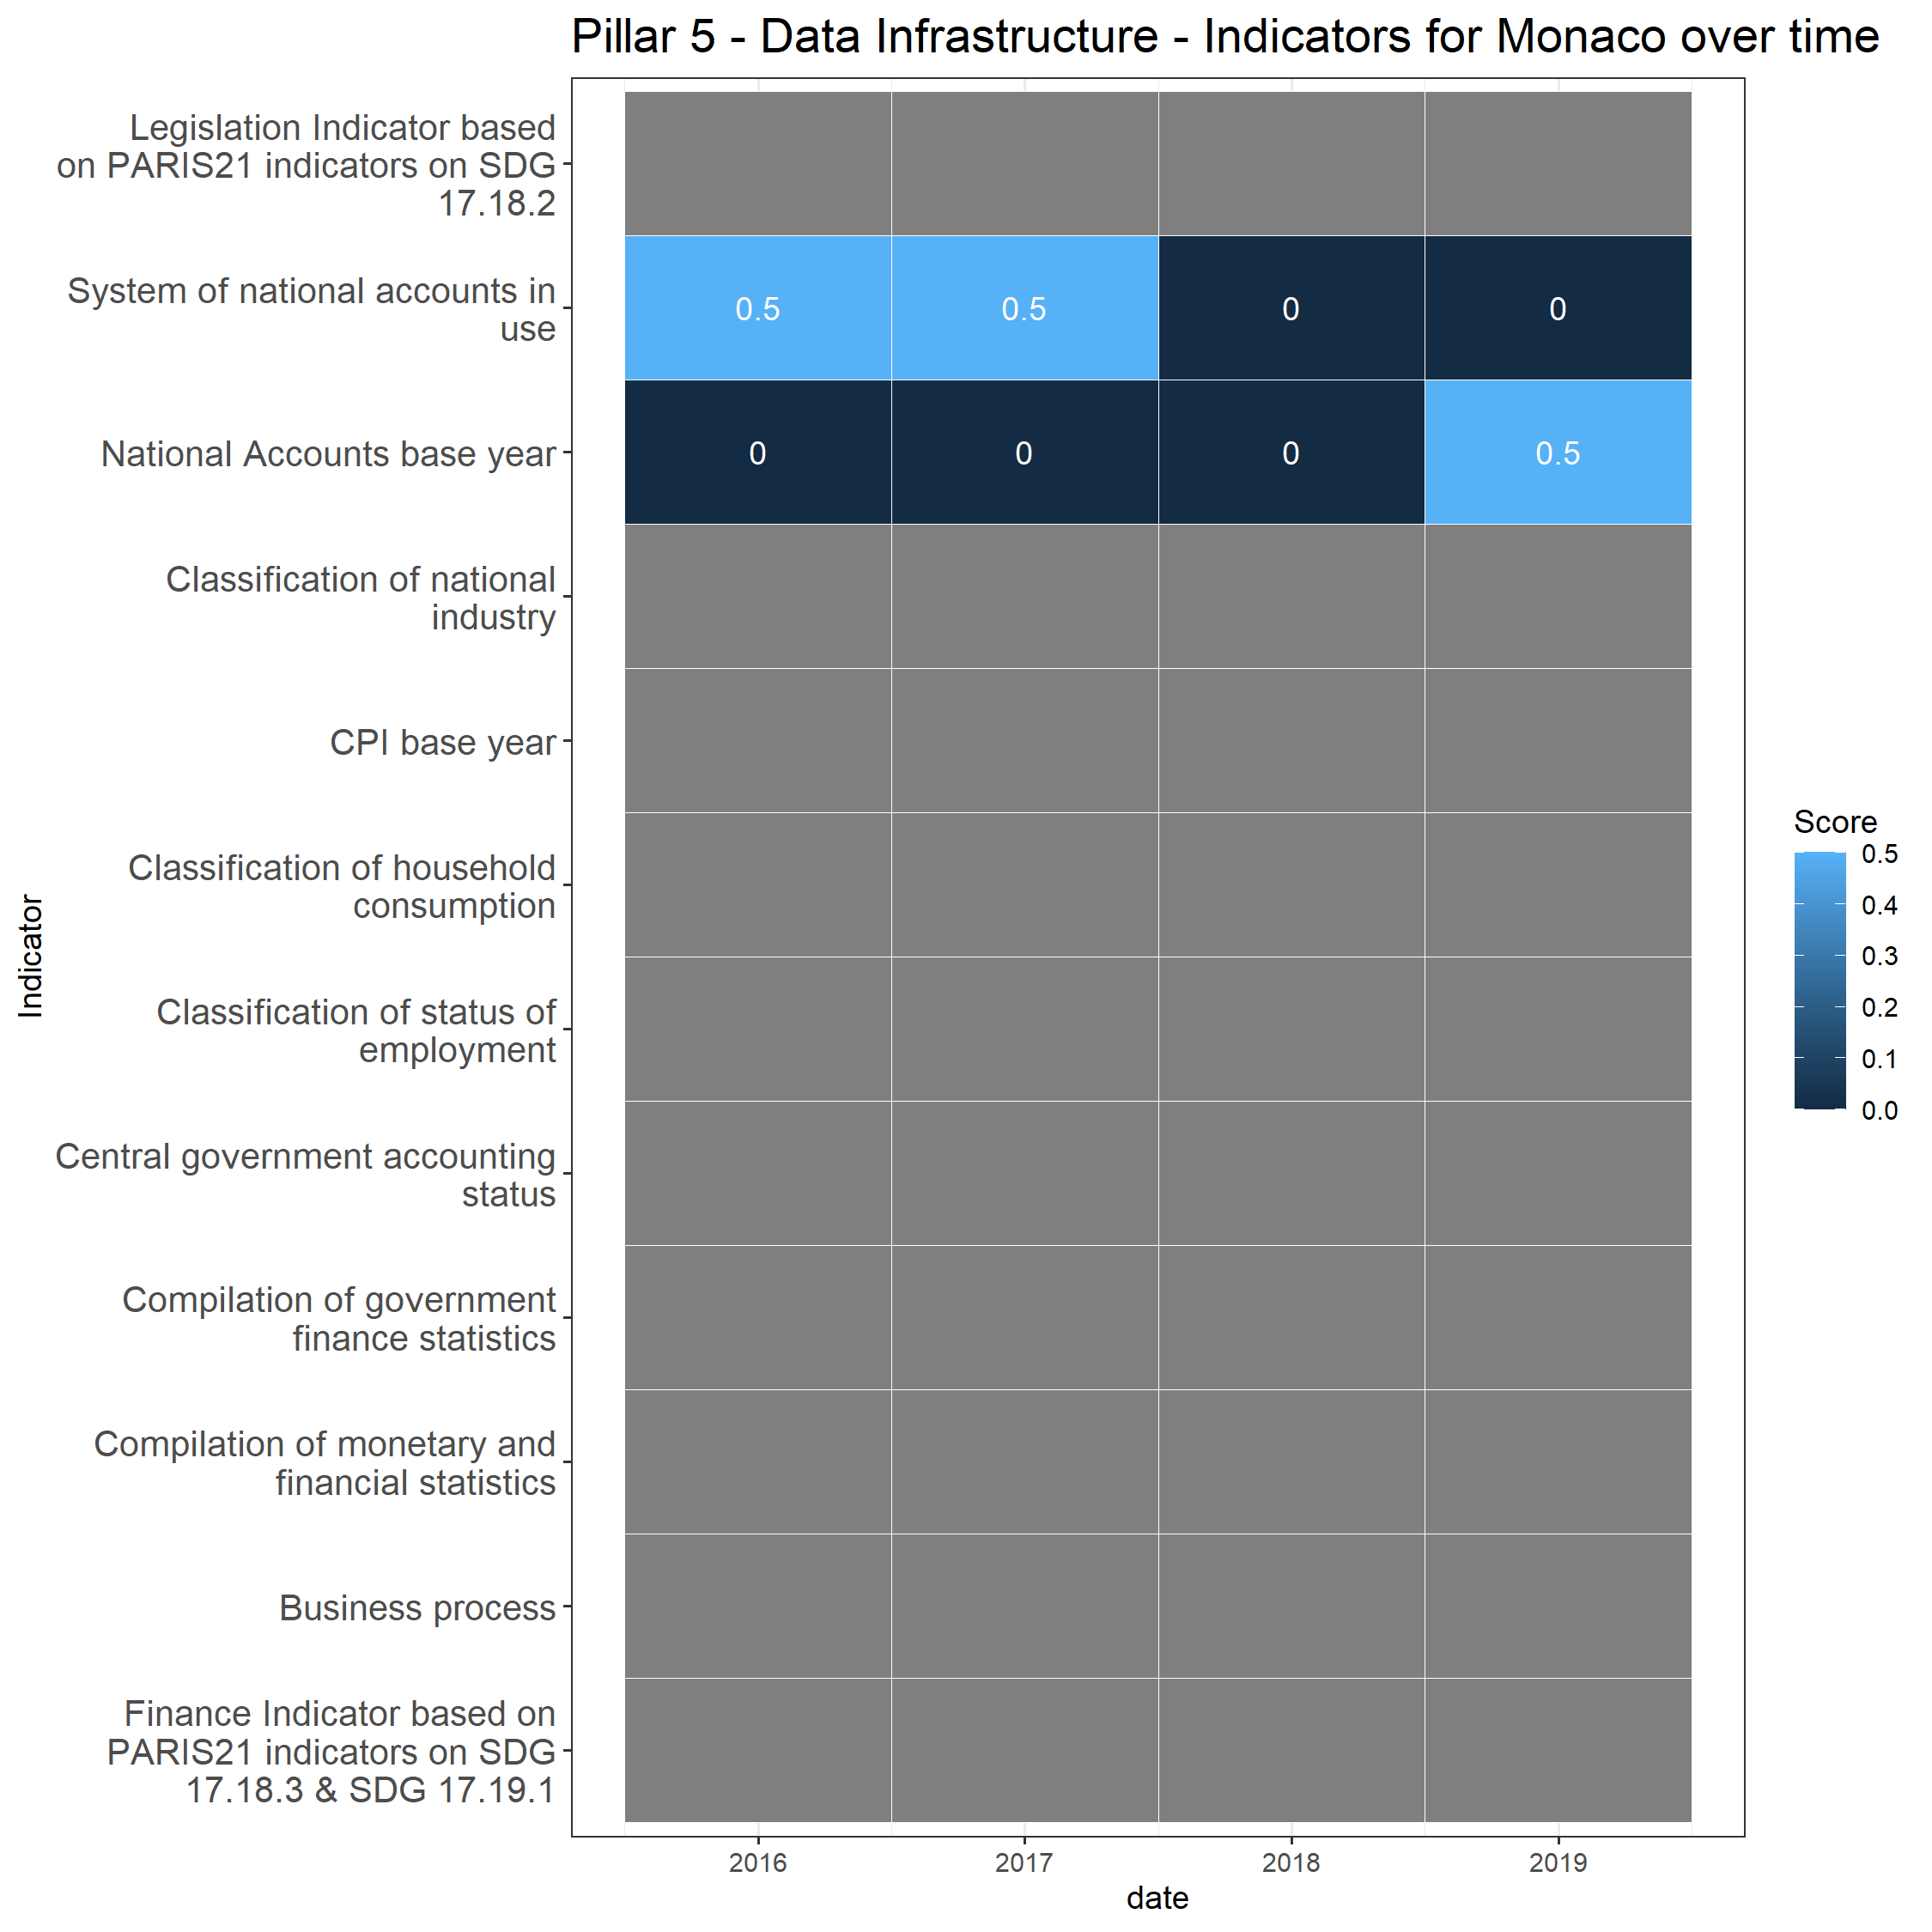 Pillar 5 - Data Infrastructure - Indicators for Monaco over time
Legislation Indicator based
on PARIS21 indicators on SDG
17.18.2
System of national accounts in
use
0.5 0.5 0 0
National Accounts base year
0 0 0 0.5
Classification of national
industry
CPI base year
Classification of household
consumption
Classification of status of
employment
Central government accounting
status
Compilation of government
finance statistics
Compilation of monetary and
financial statistics
Business process
Finance Indicator based on
PARIS21 indicators on SDG
17.18.3 & SDG 17.19.1
Indicator
2016 2017 2018 2019
date
Score
0.5
0.4
0.3
0.2
0.1
0.0